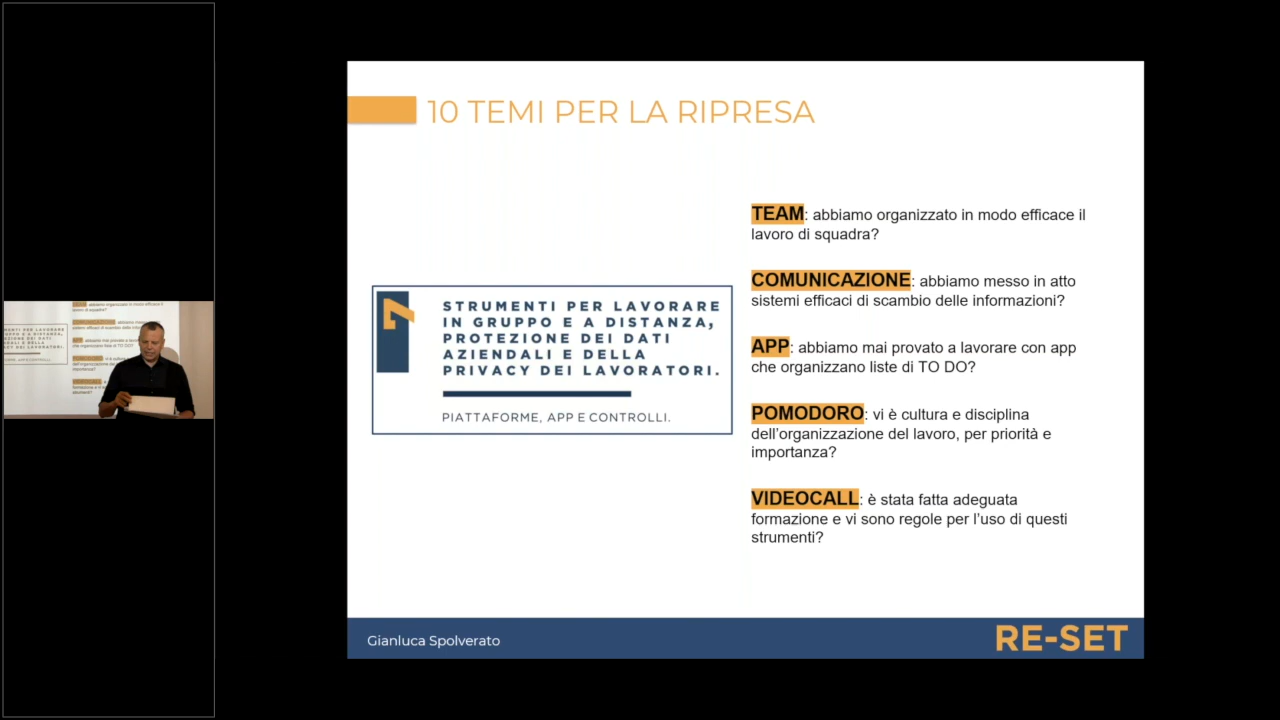 10 TEMI PER LA RIPRESA
7
STRUMENTI PER LAVORARE
IN GRUPPO E A DISTANZA,
PROTEZIONE DEI DATI
AZIENDALI E DELLA
PRIVACY DEI LAVORATORI.
PIATTAFORME, APP E CONTROLLI.
TEAM: abbiamo organizzato in modo efficace il
lavoro di squadra?
COMUNICAZIONE: abbiamo messo in atto
sistemi efficaci di scambio delle informazioni?
APP: abbiamo mai provato a lavorare con app
che organizzano liste di TO DO?
POMODORO: vi è cultura e disciplina
dell'organizzazione del lavoro, per priorità e
importanza?
VIDEOCALL: è stata fatta adeguata
formazione e vi sono regole per l'uso di questi
strumenti?
Gianluca Spolverato
RE-SET